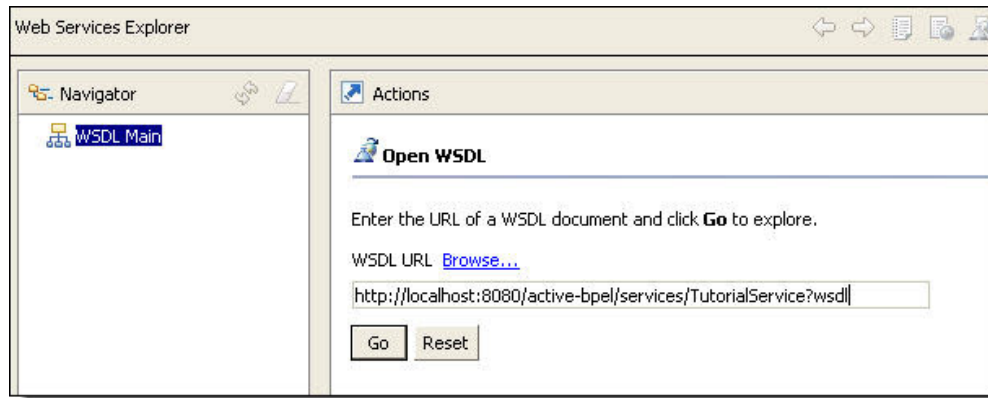 Web Services Explorer
Navigator
WSDL Main
Actions
Open WSDL
Enter the URL of a WSDL document and click Go to explore.
WSDL URL Browse...
http://localhost:8080/active-bpel/services/TutorialService?wsdl
Go Reset